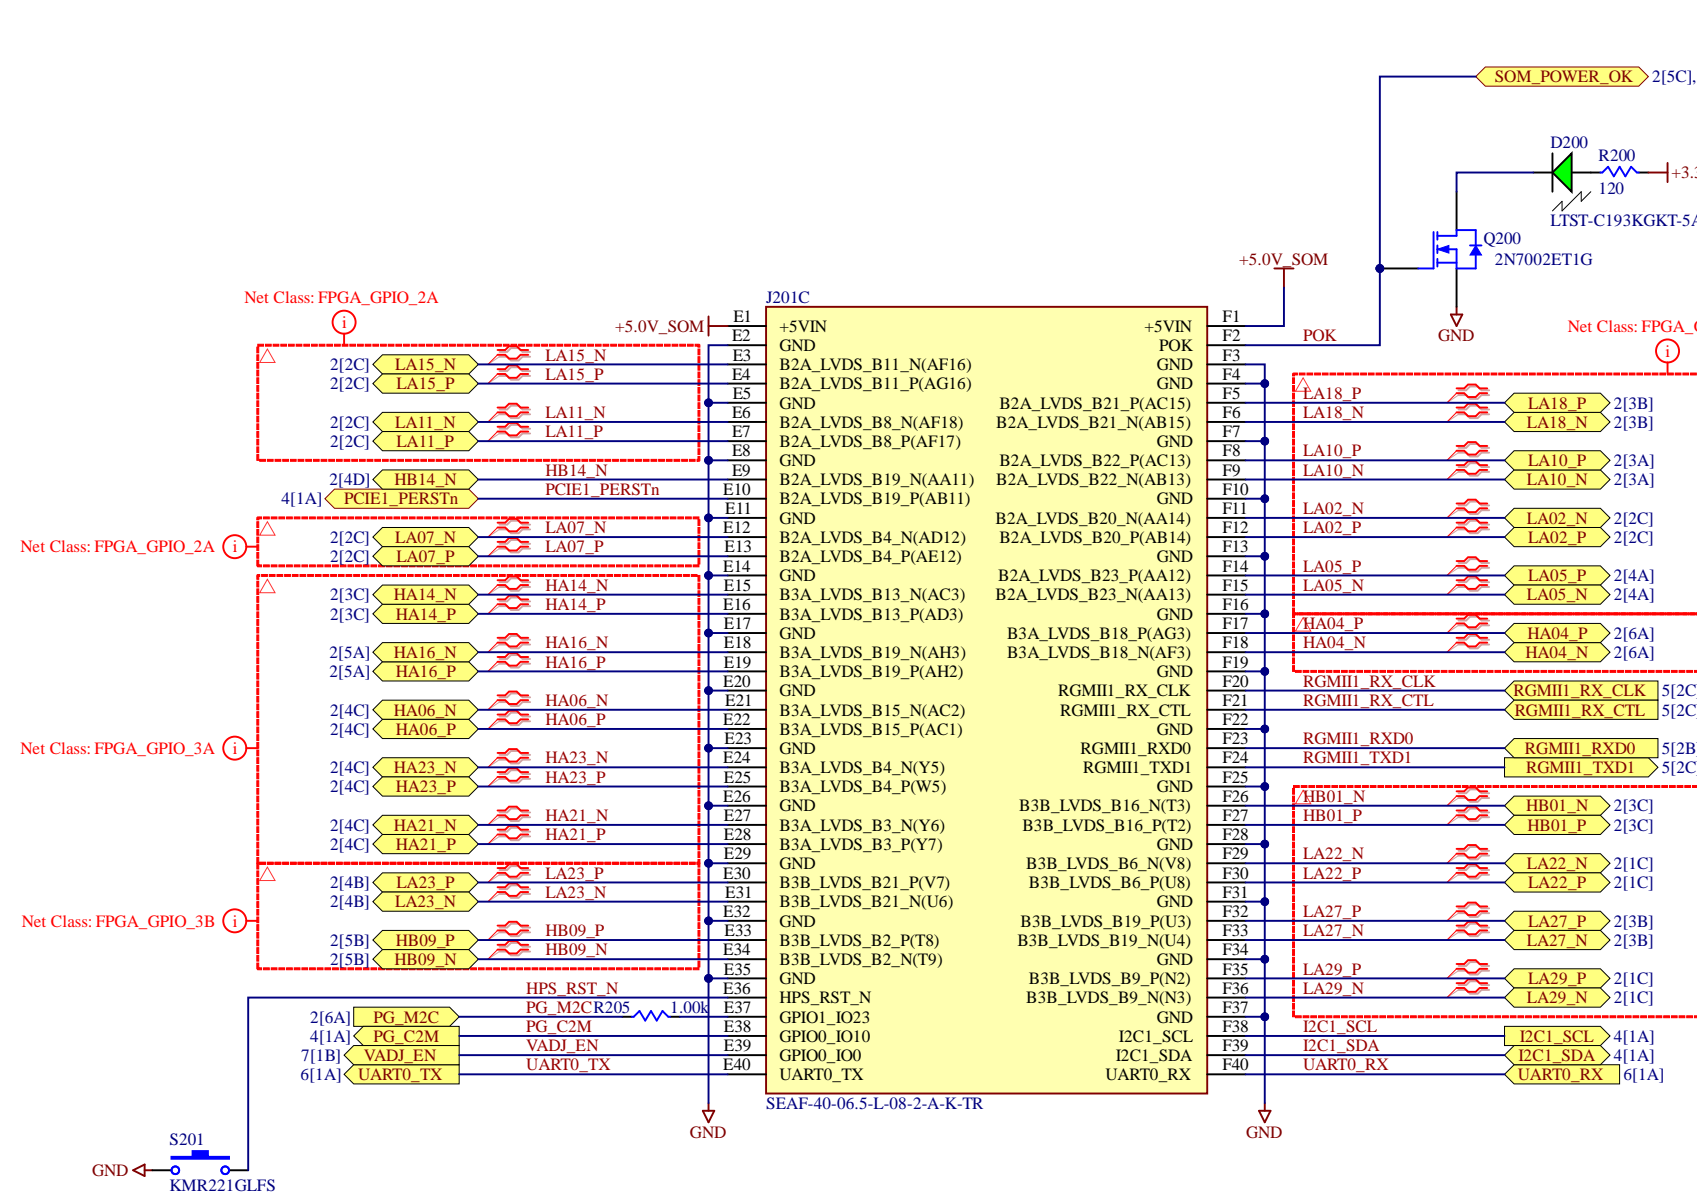 SOM_POWER_OK 2[5C],
D200
R200
+3.3
120
LTST-C193KGKT-5A
Q200
2N7002ET1G
+5.0V_SOM
GND
Net Class: FPGA_GPIO_2A
i
Net Class: FPGA_G
i
J201C
+5.0V_SOM E1 +5VIN +5VIN F1
E2 GND POK F2 POK
2[2C] LA15_N LA15_N E3 B2A_LVDS_B11_N(AF16) GND F3
2[2C] LA15_P LA15_P E4 B2A_LVDS_B11_P(AG16) GND F4
E5 GND B2A_LVDS_B21_P(AC15) F5 LA18_P LA18_P 2[3B]
2[2C] LA11_N LA11_N E6 B2A_LVDS_B8_N(AF18) B2A_LVDS_B21_N(AB15) F6 LA18_N LA18_N 2[3B]
2[2C] LA11_P LA11_P E7 B2A_LVDS_B8_P(AF17) GND F7
E8 GND B2A_LVDS_B22_P(AC13) F8 LA10_P LA10_P 2[3A]
2[4D] HB14_N HB14_N E9 B2A_LVDS_B19_N(AA11) B2A_LVDS_B22_N(AB13) F9 LA10_N LA10_N 2[3A]
4[1A] PCIE1_PERSTn PCIE1_PERSTn E10 B2A_LVDS_B19_P(AB11) GND F10
E11 GND B2A_LVDS_B20_N(AA14) F11 LA02_N LA02_N 2[2C]
2[2C] LA07_N LA07_N E12 B2A_LVDS_B4_N(AD12) B2A_LVDS_B20_P(AB14) F12 LA02_P LA02_P 2[2C]
Net Class: FPGA_GPIO_2A i
2[2C] LA07_P LA07_P E13 B2A_LVDS_B4_P(AE12) GND F13
E14 GND B2A_LVDS_B23_P(AA12) F14 LA05_P LA05_P 2[4A]
2[3C] HA14_N HA14_N E15 B3A_LVDS_B13_N(AC3) B2A_LVDS_B23_N(AA13) F15 LA05_N LA05_N 2[4A]
2[3C] HA14_P HA14_P E16 B3A_LVDS_B13_P(AD3) GND F16
E17 GND B3A_LVDS_B18_P(AG3) F17 HA04_P HA04_P 2[6A]
2[5A] HA16_N HA16_N E18 B3A_LVDS_B19_N(AH3) B3A_LVDS_B18_N(AF3) F18 HA04_N HA04_N 2[6A]
2[5A] HA16_P HA16_P E19 B3A_LVDS_B19_P(AH2) GND F19
E20 GND RGMII1_RX_CLK F20 RGMII1_RX_CLK RGMII1_RX_CLK 5[2C
2[4C] HA06_N HA06_N E21 B3A_LVDS_B15_N(AC2) RGMII1_RX_CTL F21 RGMII1_RX_CTL RGMII1_RX_CTL 5[2C
2[4C] HA06_P HA06_P E22 B3A_LVDS_B15_P(AC1) GND F22
Net Class: FPGA_GPIO_3A i
E23 GND RGMII1_RXD0 F23 RGMII1_RXD0 RGMII1_RXD0 5[2B
2[4C] HA23_N HA23_N E24 B3A_LVDS_B4_N(Y5) RGMII1_TXD1 F24 RGMII1_TXD1 RGMII1_TXD1 5[2C
2[4C] HA23_P HA23_P E25 B3A_LVDS_B4_P(W5) GND F25
E26 GND B3B_LVDS_B16_N(T3) F26 HB01_N HB01_N 2[3C]
2[4C] HA21_N HA21_N E27 B3A_LVDS_B3_N(Y6) B3B_LVDS_B16_P(T2) F27 HB01_P HB01_P 2[3C]
2[4C] HA21_P HA21_P E28 B3A_LVDS_B3_P(Y7) GND F28
E29 GND B3B_LVDS_B6_N(V8) F29 LA22_N LA22_N 2[1C]
2[4B] LA23_P LA23_P E30 B3B_LVDS_B21_P(V7) B3B_LVDS_B6_P(U8) F30 LA22_P LA22_P 2[1C]
2[4B] LA23_N LA23_N E31 B3B_LVDS_B21_N(U6) GND F31
Net Class: FPGA_GPIO_3B i
E32 GND B3B_LVDS_B19_P(U3) F32 LA27_P LA27_P 2[3B]
2[5B] HB09_P HB09_P E33 B3B_LVDS_B2_P(T8) B3B_LVDS_B19_N(U4) F33 LA27_N LA27_N 2[3B]
2[5B] HB09_N HB09_N E34 B3B_LVDS_B2_N(T9) GND F34
E35 GND B3B_LVDS_B9_P(N2) F35 LA29_P LA29_P 2[1C]
HPS_RST_N E36 HPS_RST_N B3B_LVDS_B9_N(N3) F36 LA29_N LA29_N 2[1C]
2[6A] PG_M2C PG_M2C R205 1.00k E37 GPIO1_IO23 GND F37
4[1A] PG_C2M PG_C2M E38 GPIO0_IO10 I2C1_SCL F38 I2C1_SCL I2C1_SCL 4[1A]
7[1B] VADJ_EN VADJ_EN E39 GPIO0_IO0 I2C1_SDA F39 I2C1_SDA I2C1_SDA 4[1A]
6[1A] UART0_TX UART0_TX E40 UART0_TX UART0_RX F40 UART0_RX UART0_RX 6[1A]
SEAF-40-06.5-L-08-2-A-K-TR
GND
GND
S201
GND
KMR221GLFS